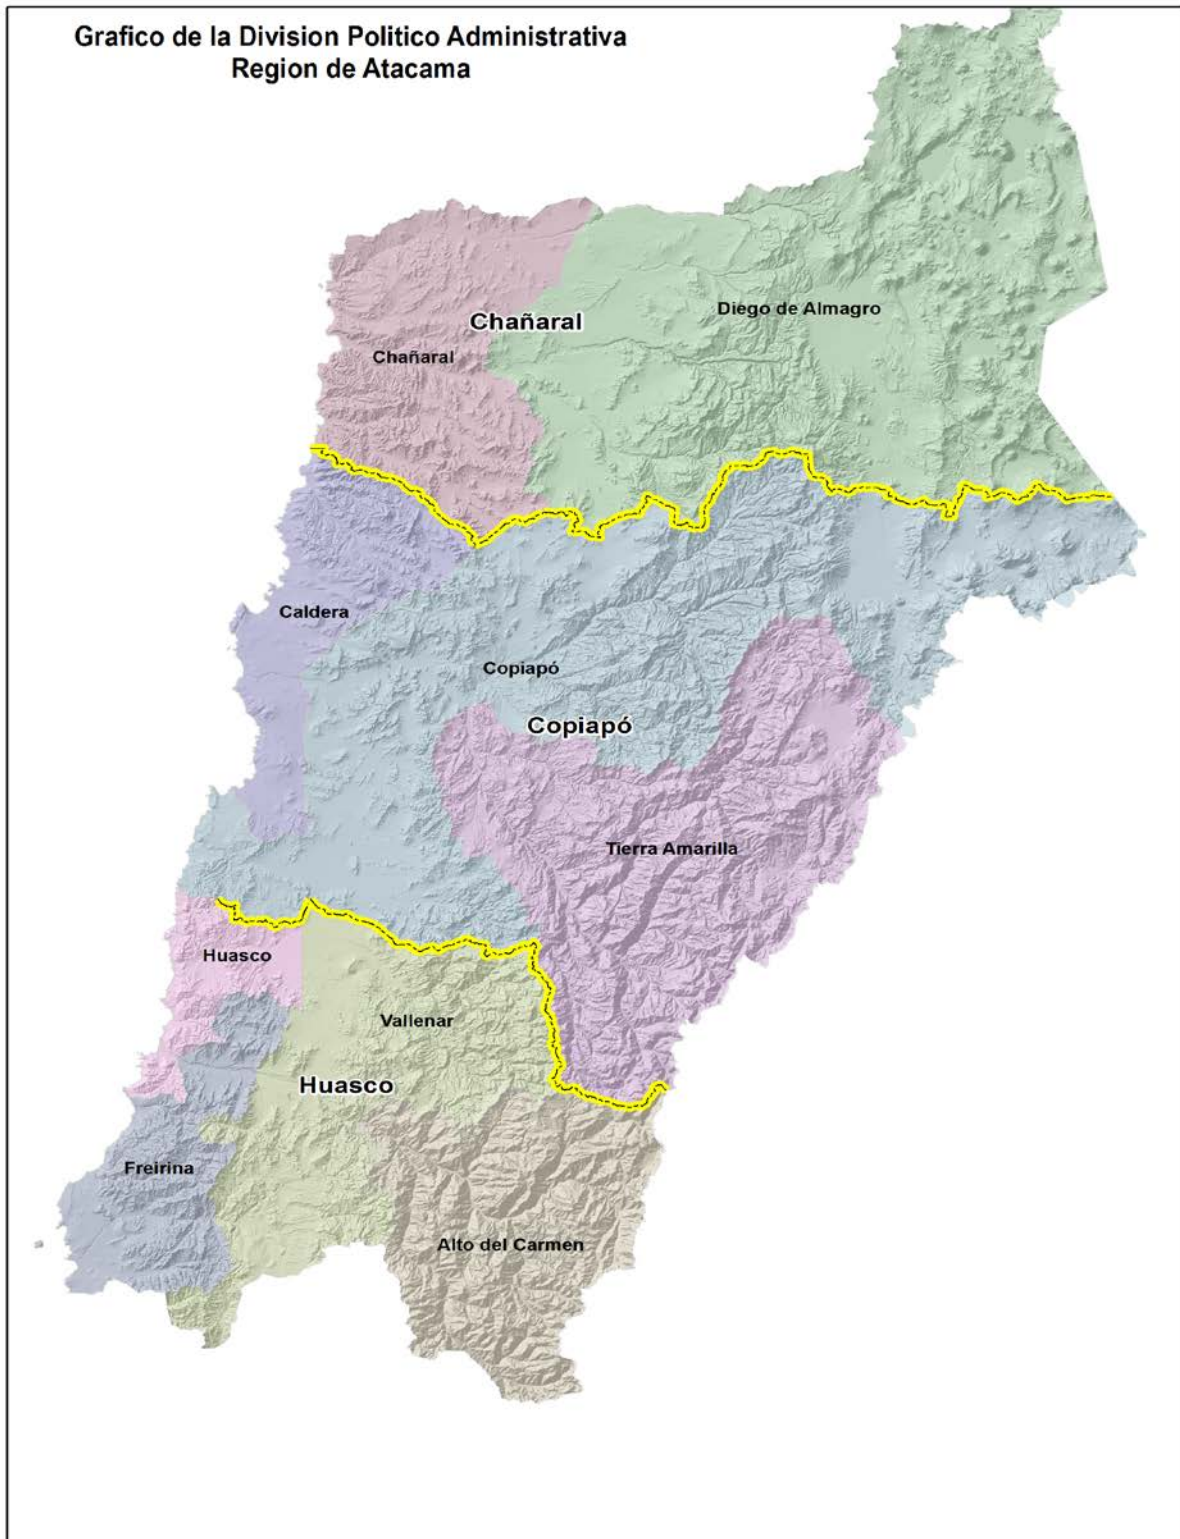 Grafico de la Division Politico Administrativa
Region de Atacama
Diego de Almagro
Chañaral
Chañaral
Caldera
Copiapó
Copiapó
Tierra Amarilla
Huasco
Vallenar
Huasco
Freirina
Alto del Carmen